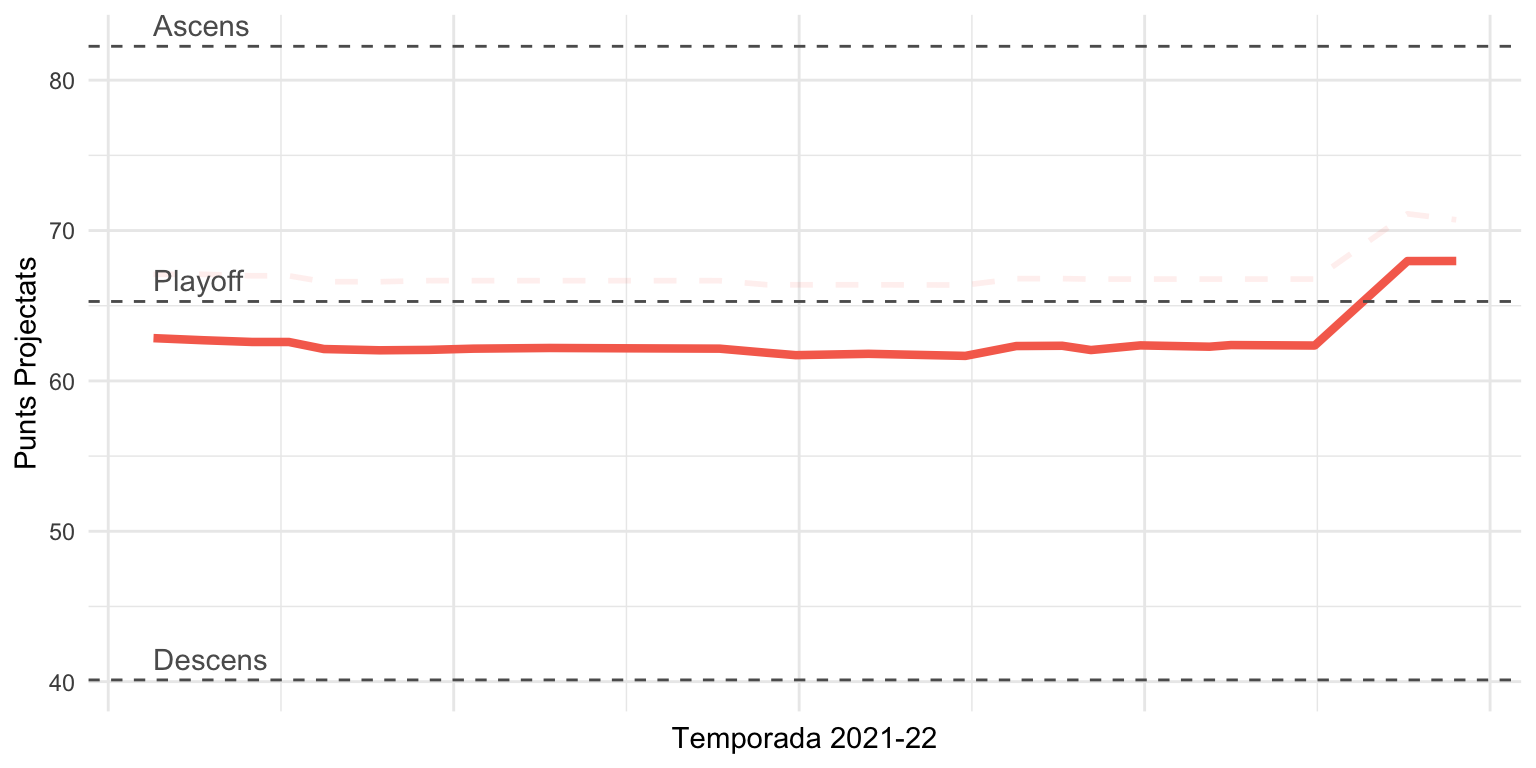 Ascens
80
70
Playoff
60
50
Descens
40
Punts Projectats
Temporada 2021-22